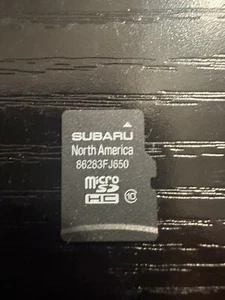 SUBARU
North America
86283FJ650
micro
SD
HC 10